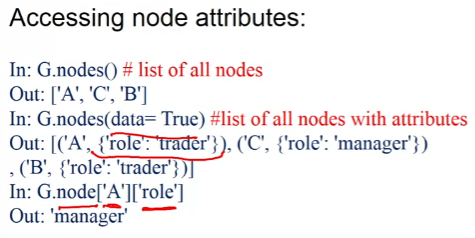 Accessing node attributes:
In: G.nodes() # list of all nodes
Out: ['A', 'C', 'B']
In: G.nodes(data= True) #list of all nodes with attributes
Out: [('A', {'role': 'trader'}), ('C', {'role': 'manager'})
, ('B', {'role': 'trader'})]
In: G.node['A']['role']
Out: 'manager'